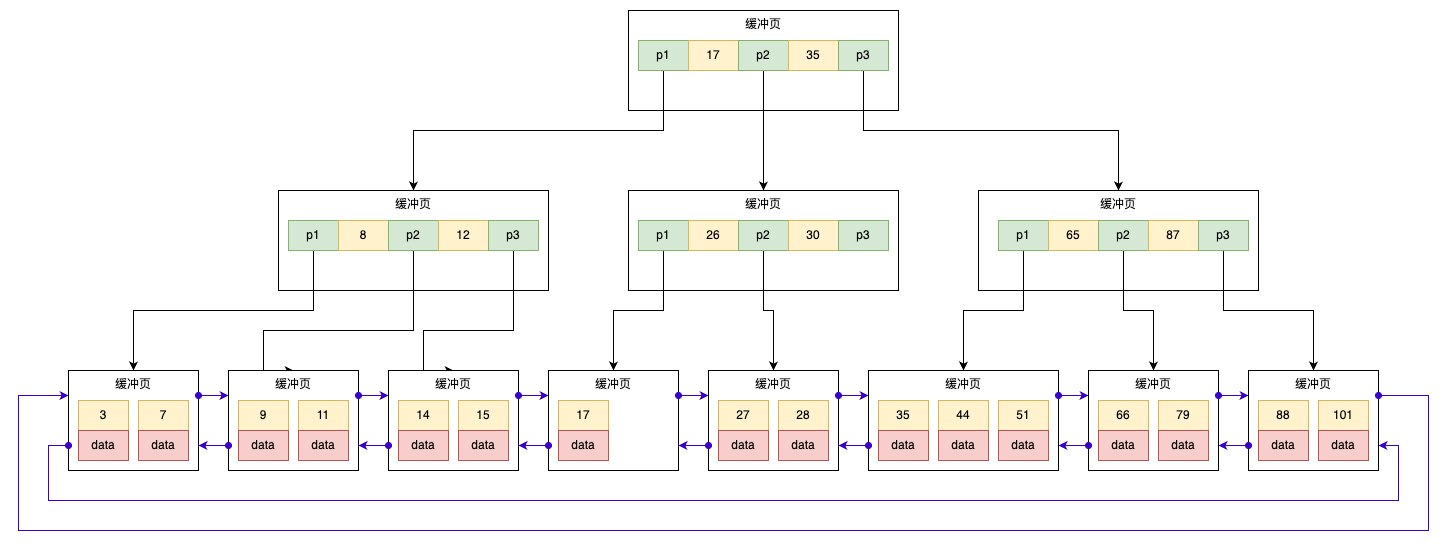 缓冲页
p1 17 p2 35 p3
缓冲页 缓冲页 缓冲页
p1 8 p2 12 p3 p1 26 p2 30 p3 p1 65 p2 87 p3
缓冲页 缓冲页 缓冲页 缓冲页 缓冲页 缓冲页 缓冲页 缓冲页
3 7 9 11 14 15 17 27 28 35 44 51 66 79 88 101
data data data data data data data data data data data data data data data data